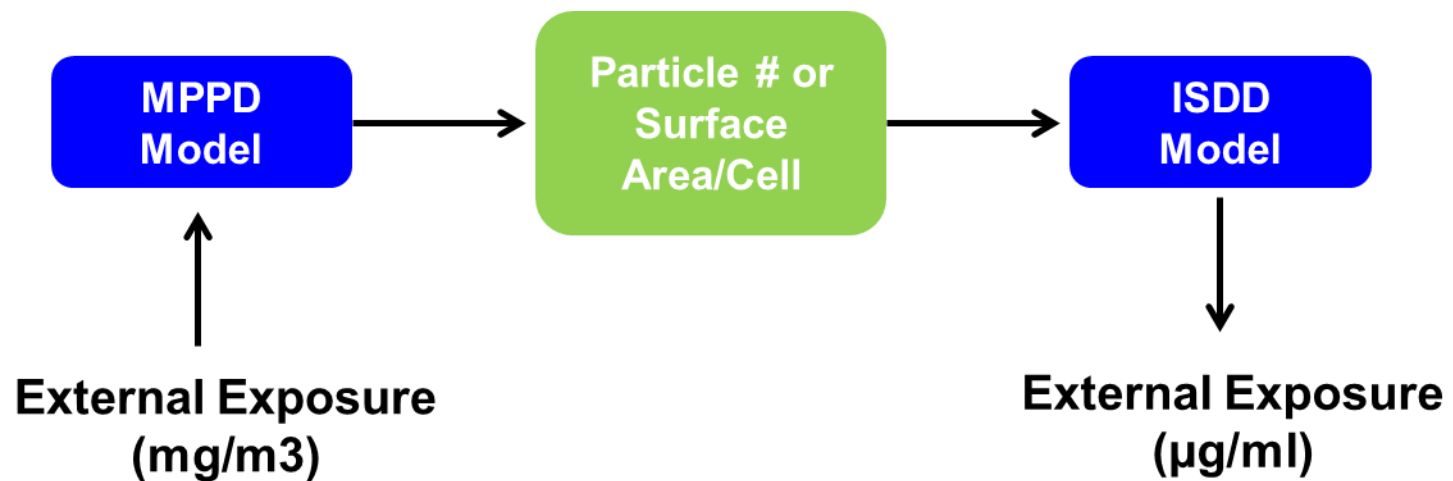 MPPD
Model
Particle # or
Surface
Area/Cell
ISDD
Model
External Exposure
(mg/m3)
External Exposure
(µg/ml)